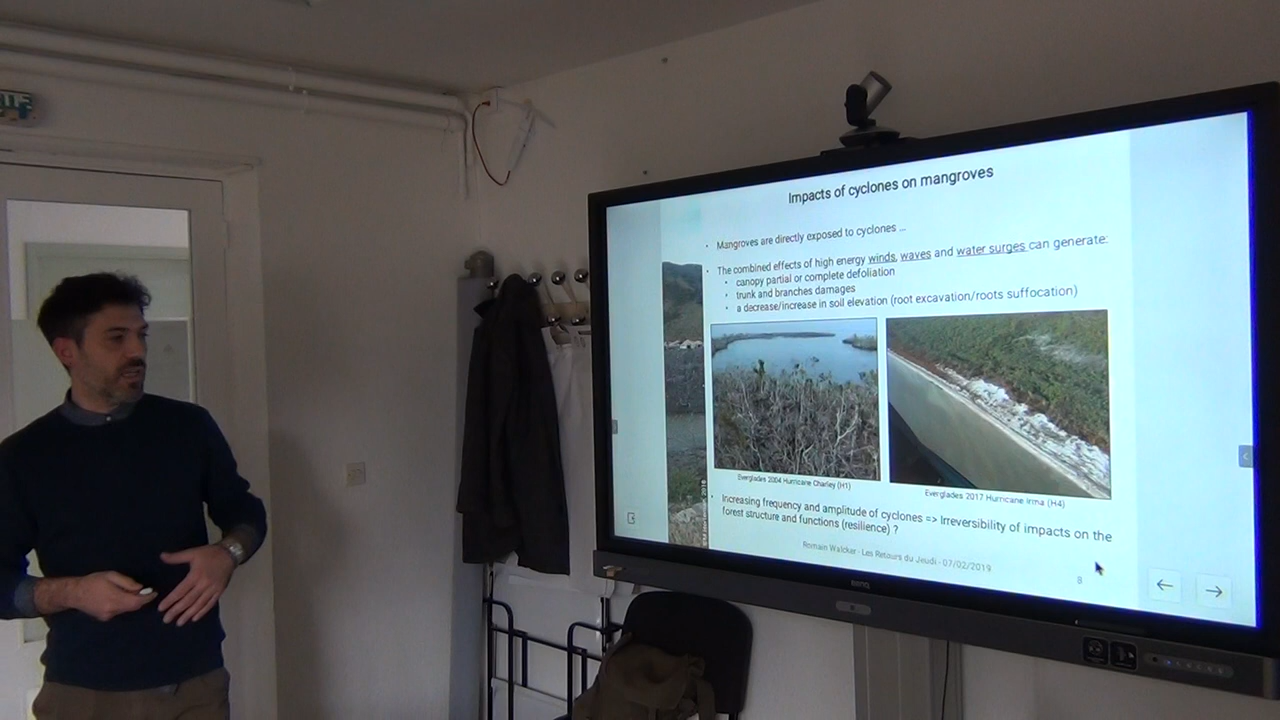 Impacts of cyclones on mangroves
• Mangroves are directly exposed to cyclones ...
• The combined effects of high energy winds, waves and water surges can generate:
• canopy partial or complete defoliation
• trunk and branches damages
• a decrease/increase in soil elevation (root excavation/roots suffocation)
Everglades 2004 Hurricane Charley (H1)
Everglades 2017 Hurricane Irma (H4)
• Increasing frequency and amplitude of cyclones => Irreversibility of impacts on the
forest structure and functions (resilience) ?
Romain Walcker - Les Retours du Jeudi - 07/02/2019
8
BenQ